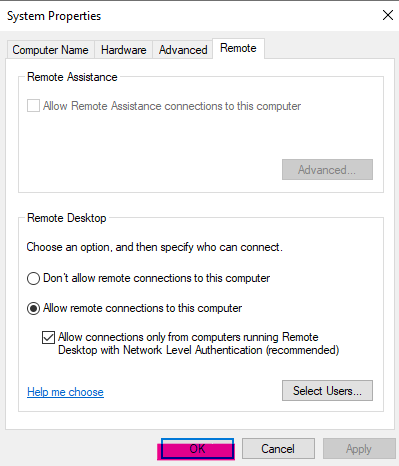 System Properties
Computer Name Hardware Advanced Remote
Remote Assistance
Allow Remote Assistance connections to this computer
Advanced...
Remote Desktop
Choose an option, and then specify who can connect.
Don't allow remote connections to this computer
Allow remote connections to this computer
Allow connections only from computers running Remote
Desktop with Network Level Authentication (recommended)
Help me choose Select Users...
OK Cancel Apply